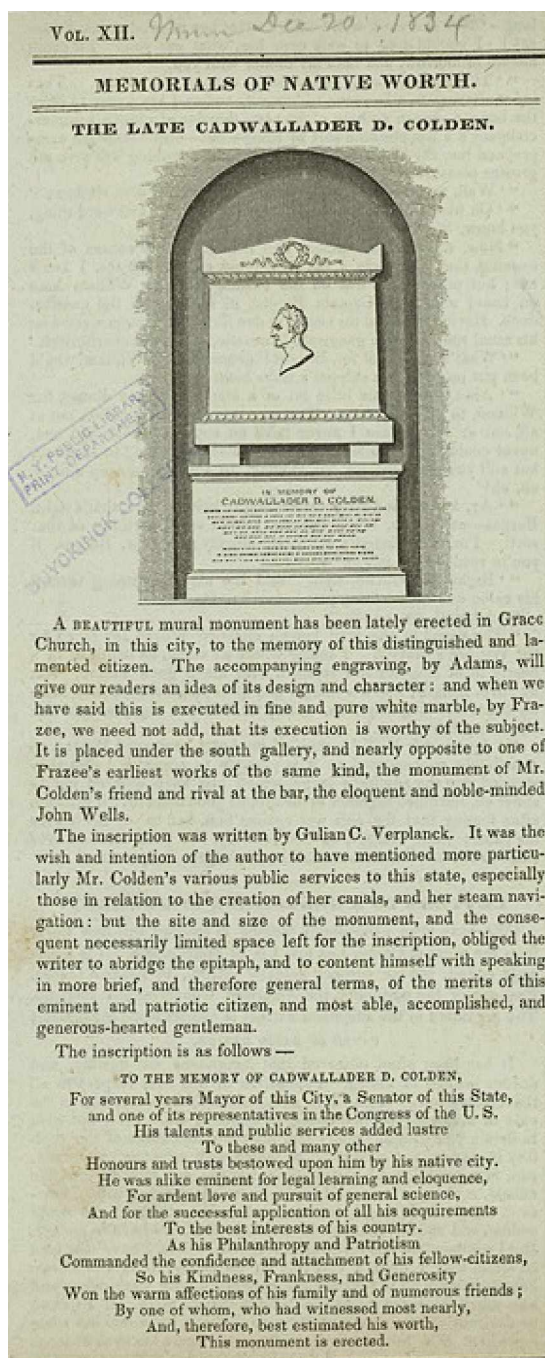 VOL. XII. Mirror Dec 20. 1834
MEMORIALS OF NATIVE WORTH.
THE LATE CADWALLADER D. COLDEN.
N. Y. PUBLIC LIBRARY
PRINT DEPARTMENT
DUYCKINCK COLLEC
IN MEMORY OF
CADWALLADER D. COLDEN.
A BEAUTIFUL mural monument has been lately erected in Grace
Church, in this city, to the memory of this distinguished and la-
mented citizen. The accompanying engraving, by Adams, will
give our readers an idea of its design and character: and when we
have said this is executed in fine and pure white marble, by Fra-
zee, we need not add, that its execution is worthy of the subject.
It is placed under the south gallery, and nearly opposite to one of
Frazee's earliest works of the same kind, the monument of Mr.
Colden's friend and rival at the bar, the eloquent and noble-minded
John Wells.
The inscription was written by Gulian C. Verplanck. It was the
wish and intention of the author to have mentioned more particu-
larly Mr. Colden's various public services to this state, especially
those in relation to the creation of her canals, and her steam navi-
gation: but the site and size of the monument, and the conse-
quent necessarily limited space left for the inscription, obliged the
writer to abridge the epitaph, and to content himself with speaking
in more brief, and therefore general terms, of the merits of this
eminent and patriotic citizen, and most able, accomplished, and
generous-hearted gentleman.
The inscription is as follows —
TO THE MEMORY OF CADWALLADER D. COLDEN,
For several years Mayor of this City, a Senator of this State,
and one of its representatives in the Congress of the U. S.
His talents and public services added lustre
To these and many other
Honours and trusts bestowed upon him by his native city.
He was alike eminent for legal learning and eloquence,
For ardent love and pursuit of general science,
And for the successful application of all his acquirements
To the best interests of his country.
As his Philanthropy and Patriotism
Commanded the confidence and attachment of his fellow-citizens,
So his Kindness, Frankness, and Generosity
Won the warm affections of his family and of numerous friends;
By one of whom, who had witnessed most nearly,
And, therefore, best estimated his worth,
This monument is erected.